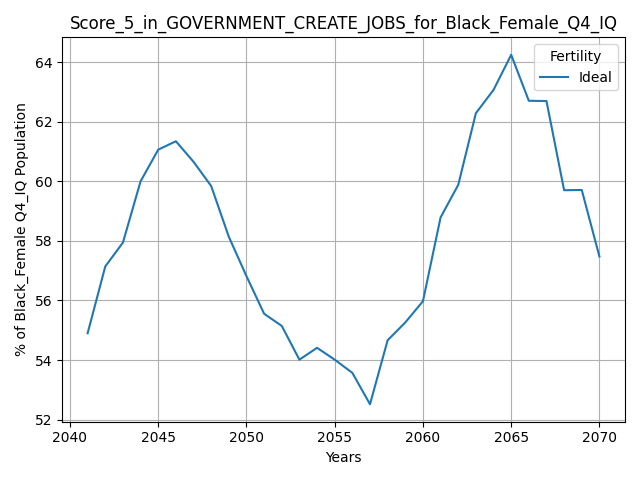 Score_5_in_GOVERNMENT_CREATE_JOBS_for_Black_Female_Q4_IQ
Fertility
Ideal
% of Black_Female Q4_IQ Population
64
62
60
58
56
54
52
2040 2045 2050 2055 2060 2065 2070
Years